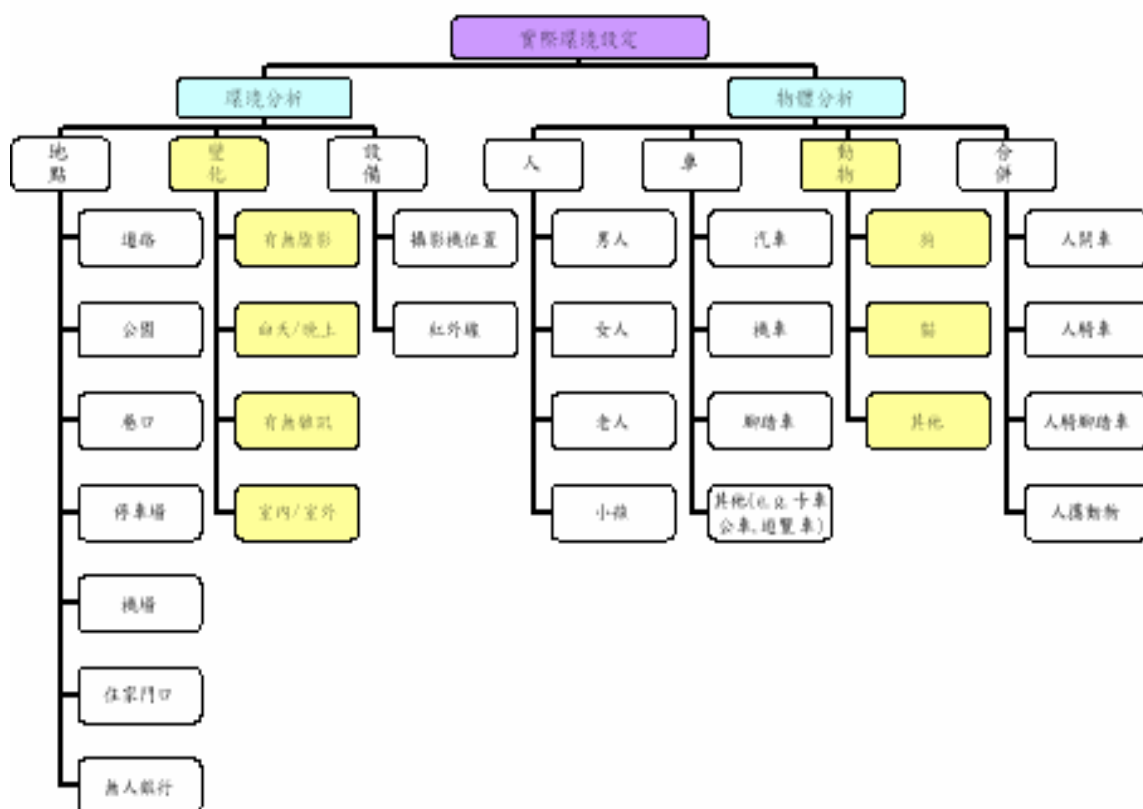 實際環境設定
環境分析
物體分析
地
點
變
化
設
備
人
車
動
物
合
併
道路
有無陰影
攝影機位置
男人
汽車
狗
人開車
公園
白天/晚上
紅外線
女人
機車
貓
人騎車
巷口
有無雜訊
老人
腳踏車
其他
人騎腳踏車
停車場
室內/室外
小孩
其他(e.g.卡車
公車,遊覽車)
人攜動物
機場
住家門口
無人銀行